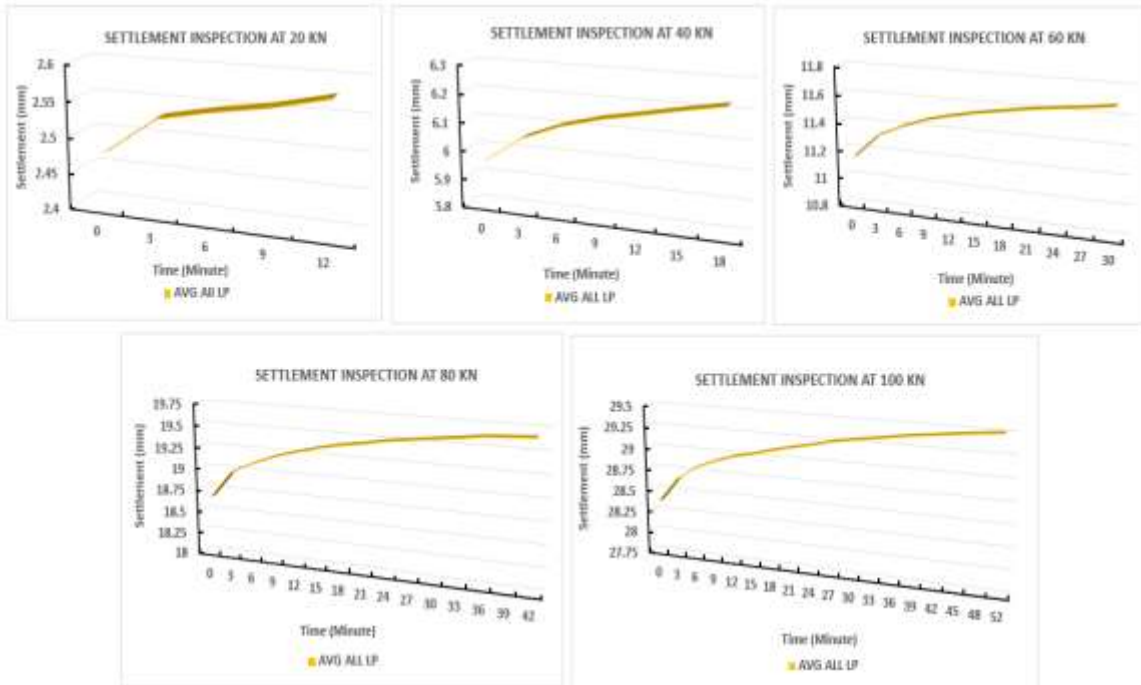 SETTLEMENT INSPECTION AT 20 KN
2.6
2.55
2.5
2.45
2.4
Settlement (mm)
0 3 6 9 12
Time (Minute)
AVG All LP
SETTLEMENT INSPECTION AT 40 KN
6.3
6.2
6.1
6
5.9
5.8
Settlement (mm)
0 3 6 9 12 15 18
Time (Minute)
AVG ALL LP
SETTLEMENT INSPECTION AT 60 KN
11.8
11.6
11.4
11.2
11
10.8
Settlement (mm)
0 3 6 9 12 15 18 21 24 27 30
Time (Minute)
AVG ALL LP
SETTLEMENT INSPECTION AT 80 KN
19.75
19.5
19.25
19
18.75
18.5
18.25
18
Settlement (mm)
0 3 6 9 12 15 18 21 24 27 30 33 36 39 42
Time (Minute)
AVG ALL LP
SETTLEMENT INSPECTION AT 100 KN
29.5
29.25
29
28.75
28.5
28.25
28
27.75
Settlement (mm)
0 3 6 9 12 15 18 21 24 27 30 33 36 39 42 45 48 52
Time (Minute)
AVG ALL LP